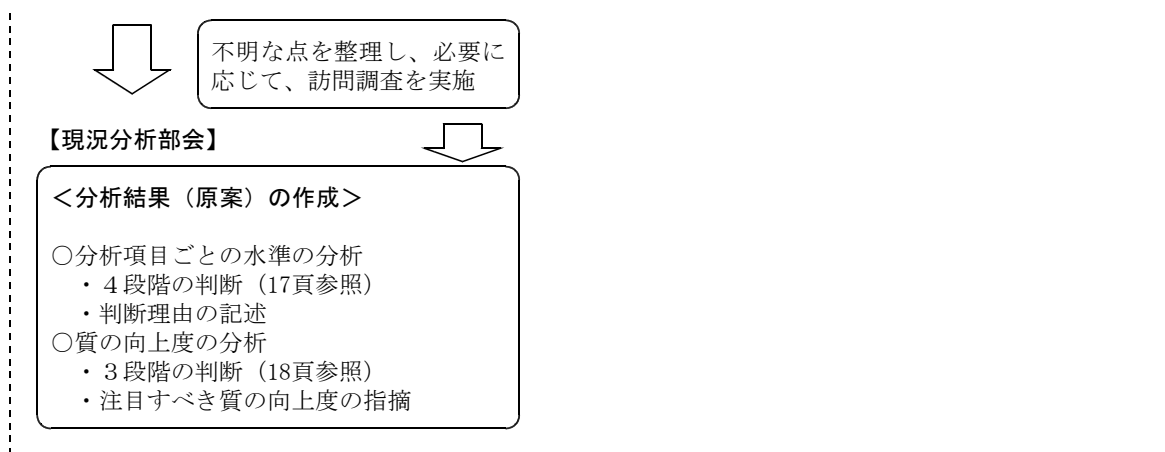 不明な点を整理し、必要に
応じて、訪問調査を実施
【現況分析部会】
＜分析結果（原案）の作成＞
○分析項目ごとの水準の分析
・４段階の判断（17頁参照）
・判断理由の記述
○質の向上度の分析
・３段階の判断（18頁参照）
・注目すべき質の向上度の指摘